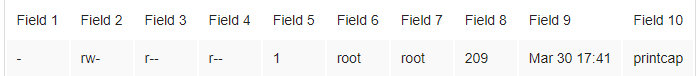 Field 1 Field 2 Field 3 Field 4 Field 5 Field 6 Field 7 Field 8 Field 9 Field 10
- rw- r-- r-- 1 root root 209 Mar 30 17:41 printcap